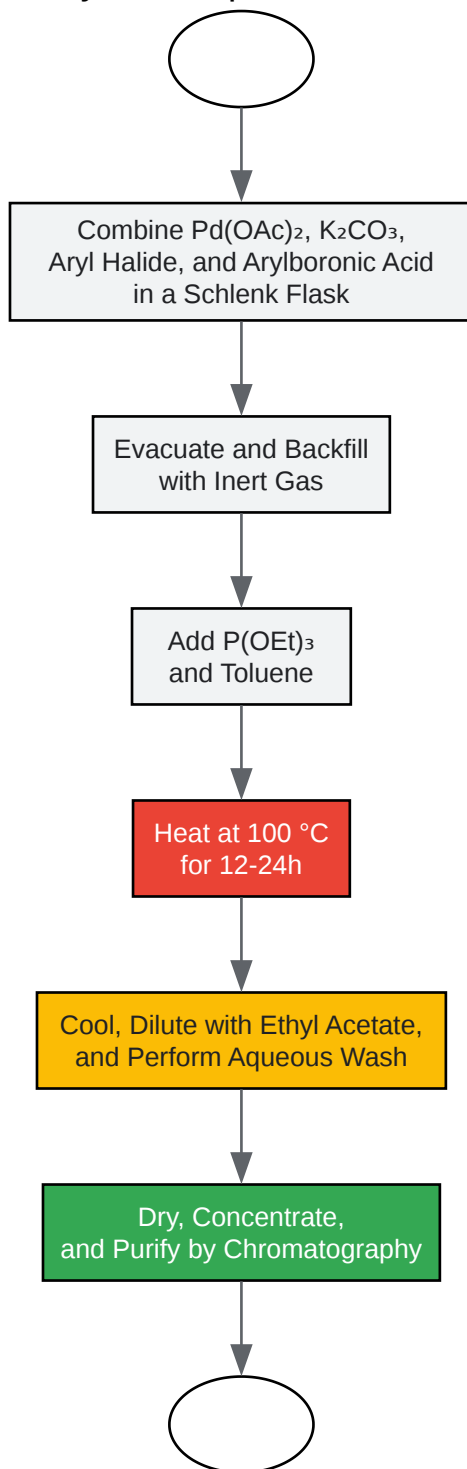 Combine Pd(OAc)₂, K₂CO₃,
Aryl Halide, and Arylboronic Acid
in a Schlenk Flask
Evacuate and Backfill
with Inert Gas
Add P(OEt)₃
and Toluene
Heat at 100 °C
for 12-24h
Cool, Dilute with Ethyl Acetate,
and Perform Aqueous Wash
Dry, Concentrate,
and Purify by Chromatography